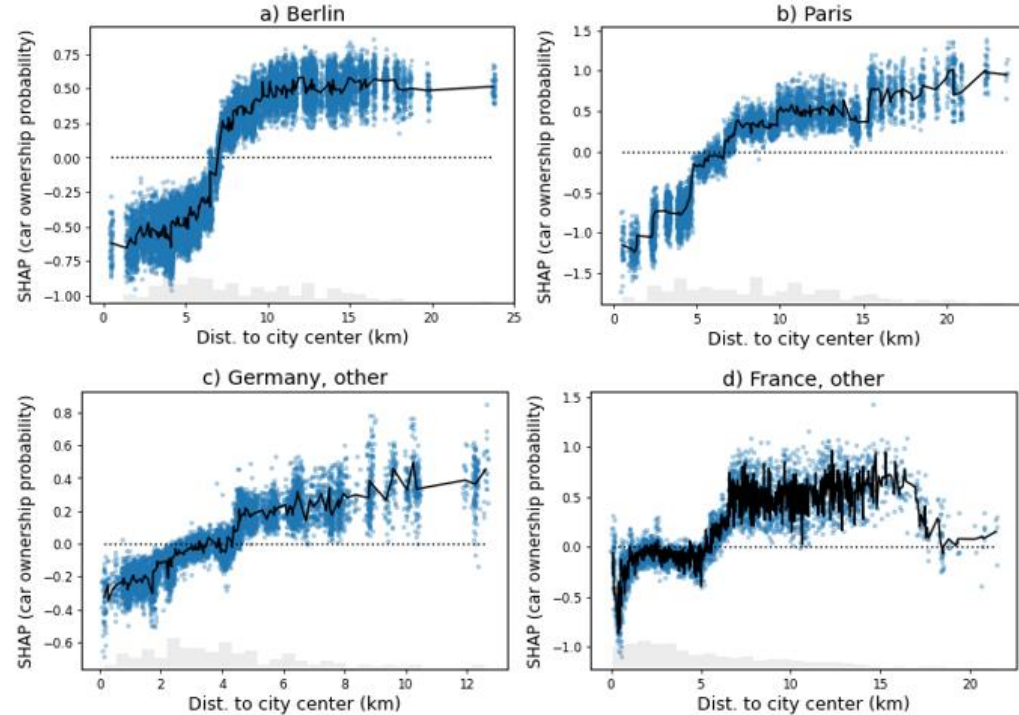 a) Berlin
SHAP (car ownership probability)
0.75
0.50
0.25
0.00
−0.25
−0.50
−0.75
−1.00
0 5 10 15 20 25
Dist. to city center (km)
b) Paris
SHAP (car ownership probability)
1.5
1.0
0.5
0.0
−0.5
−1.0
−1.5
0 5 10 15 20
Dist. to city center (km)
c) Germany, other
SHAP (car ownership probability)
0.8
0.6
0.4
0.2
0.0
−0.2
−0.4
−0.6
0 2 4 6 8 10 12
Dist. to city center (km)
d) France, other
SHAP (car ownership probability)
1.5
1.0
0.5
0.0
−0.5
−1.0
0 5 10 15 20
Dist. to city center (km)